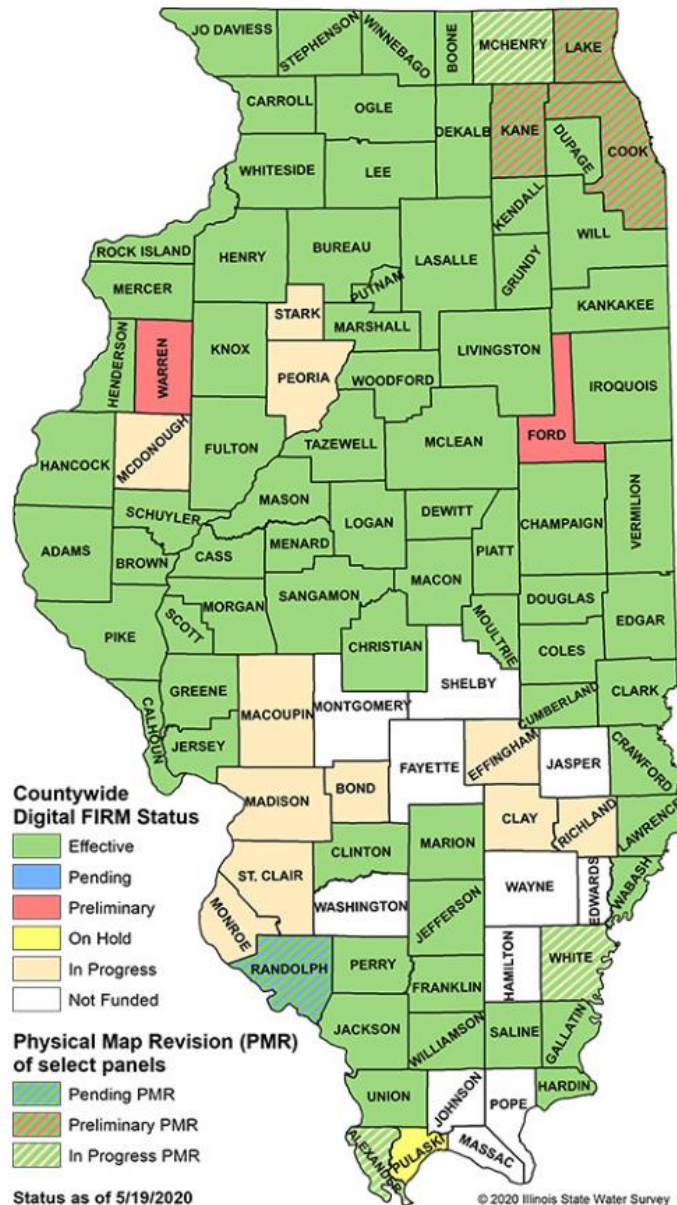 JO DAVIESS
STEPHENSON
WINNEBAGO
BOONE
MCHENRY
LAKE
CARROLL
OGLE
DEKALB
KANE
DUPAGE
COOK
WHITESIDE
LEE
KENDALL
WILL
ROCK ISLAND
HENRY
BUREAU
PUTNAM
LASALLE
GRUNDY
MERCER
STARK
MARSHALL
KANKAKEE
HENDERSON
WARREN
KNOX
PEORIA
WOODFORD
LIVINGSTON
IROQUOIS
FORD
HANCOCK
MCDONOUGH
FULTON
TAZEWELL
MCLEAN
SCHUYLER
MASON
LOGAN
DEWITT
CHAMPAIGN
VERMILION
ADAMS
BROWN
CASS
MENARD
PIATT
MACON
MORGAN
SANGAMON
DOUGLAS
EDGAR
PIKE
SCOTT
CHRISTIAN
MOULTRIE
COLES
GREENE
MACOUPIN
MONTGOMERY
SHELBY
CUMBERLAND
CLARK
CALHOUN
JERSEY
FAYETTE
EFFINGHAM
JASPER
CRAWFORD
MADISON
BOND
CLAY
RICHLAND
LAWRENCE
ST. CLAIR
CLINTON
MARION
WAYNE
EDWARDS
WABASH
MONROE
WASHINGTON
JEFFERSON
RANDOLPH
PERRY
FRANKLIN
HAMILTON
WHITE
JACKSON
WILLIAMSON
SALINE
GALLATIN
UNION
JOHNSON
POPE
HARDIN
ALEXANDER
PULASKI
MASSAC
Countywide
Digital FIRM Status
Effective
Pending
Preliminary
On Hold
In Progress
Not Funded
Physical Map Revision (PMR)
of select panels
Pending PMR
Preliminary PMR
In Progress PMR
Status as of 5/19/2020
© 2020 Illinois State Water Survey